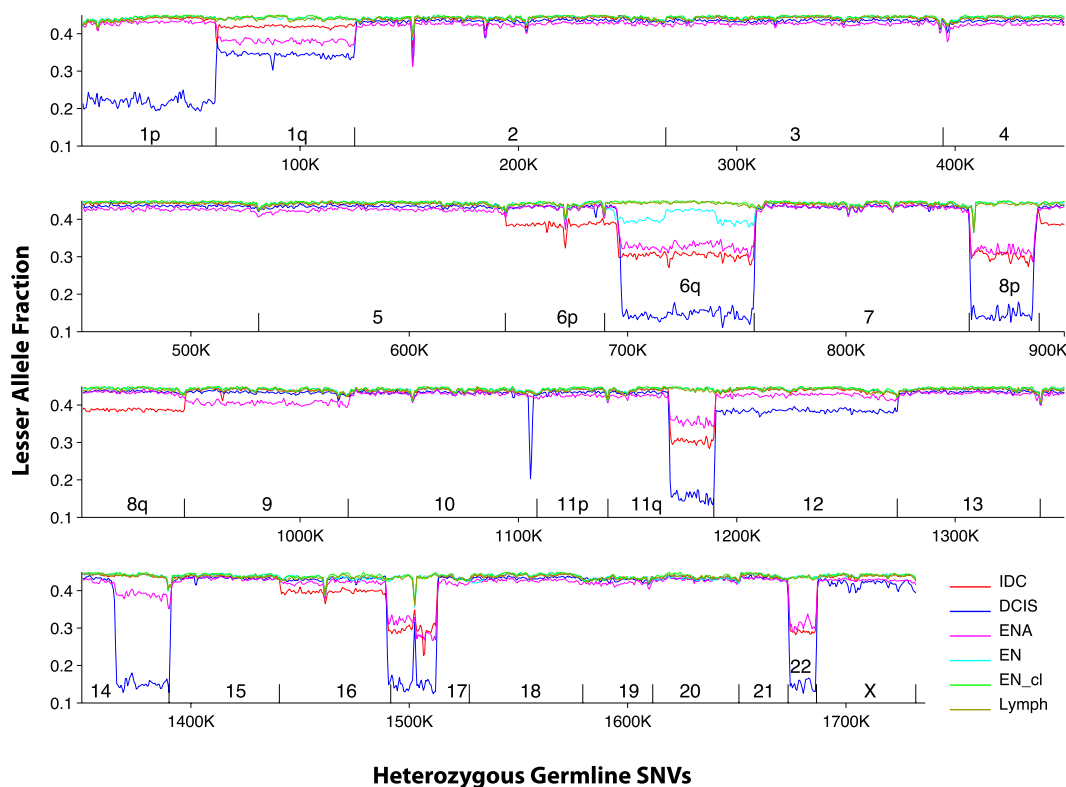 0.4
0.3
0.2
0.1
1p 1q 2 3 4
100K 200K 300K 400K
0.4
0.3
0.2
0.1
5 6p 6q 7 8p
500K 600K 700K 800K 900K
Lesser Allele Fraction
0.4
0.3
0.2
0.1
8q 9 10 11p 11q 12 13
1000K 1100K 1200K 1300K
0.4
0.3
0.2
0.1
14 15 16 17 18 19 20 21 22 X
1400K 1500K 1600K 1700K
IDC
DCIS
ENA
EN
EN_cl
Lymph
Heterozygous Germline SNVs